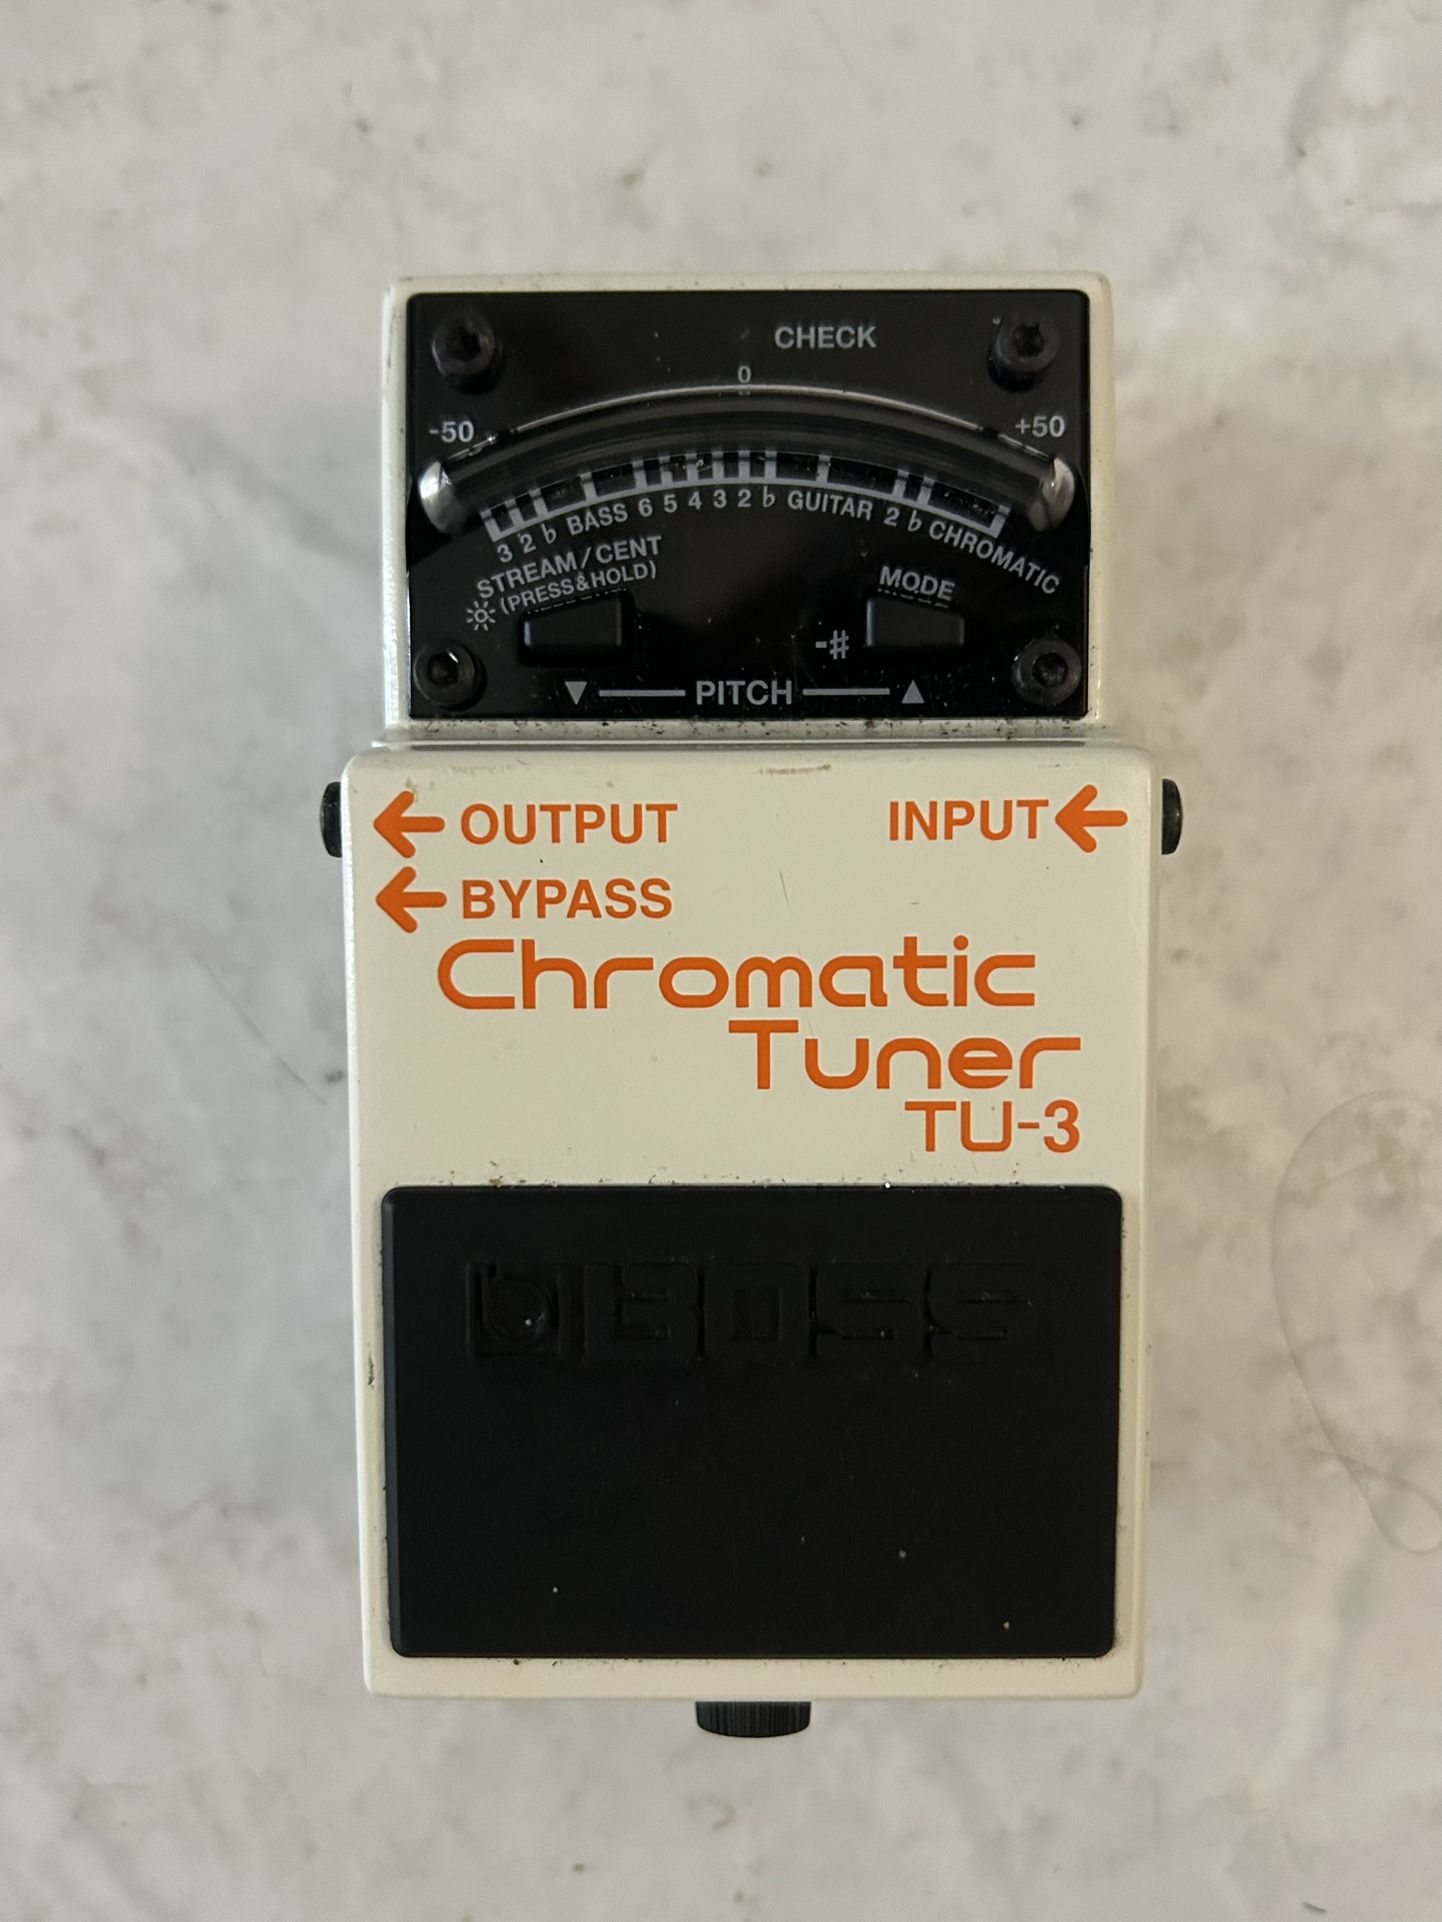 CHECK
0
-50 +50
3 2 ♭ BASS 6 5 4 3 2 ♭ GUITAR 2 ♭ CHROMATIC
STREAM/CENT
(PRESS&HOLD)
MODE
-#
▼ PITCH ▲
← OUTPUT
INPUT ←
← BYPASS
Chromatic
Tuner
TU-3
BOSS